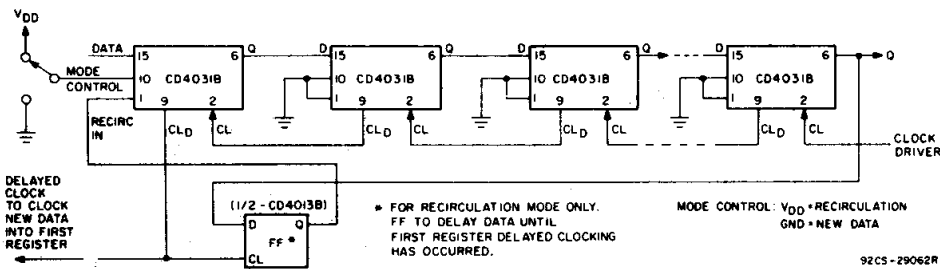 VDD
DATA
MODE
CONTROL
RECIRC
IN
15
6
10
CD4031B
1
9
2
Q
CLD
CL
D
15
6
10
CD4031B
1
9
2
Q
CLD
CL
D
15
6
10
CD4031B
1
9
2
Q
CLD
CL
D
15
6
10
CD4031B
1
9
2
Q
CLD
CL
CLOCK
DRIVER
DELAYED
CLOCK
TO CLOCK
NEW DATA
INTO FIRST
REGISTER
(1/2 - CD4013B)
D
Q
FF *
CL
* FOR RECIRCULATION MODE ONLY.
FF TO DELAY DATA UNTIL
FIRST REGISTER DELAYED CLOCKING
HAS OCCURRED.
MODE CONTROL: VDD = RECIRCULATION
GND = NEW DATA
92CS-29062R